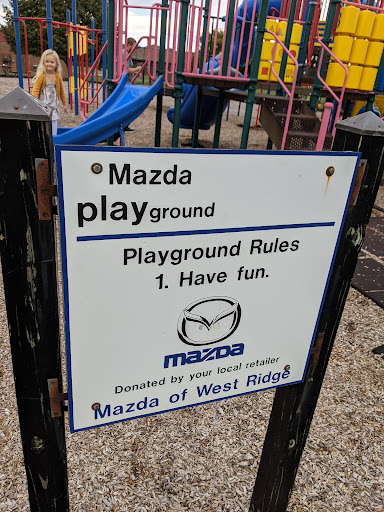 Mazda
playground
Playground Rules
1. Have fun.
mazda
Donated by your local retailer
Mazda of West Ridge